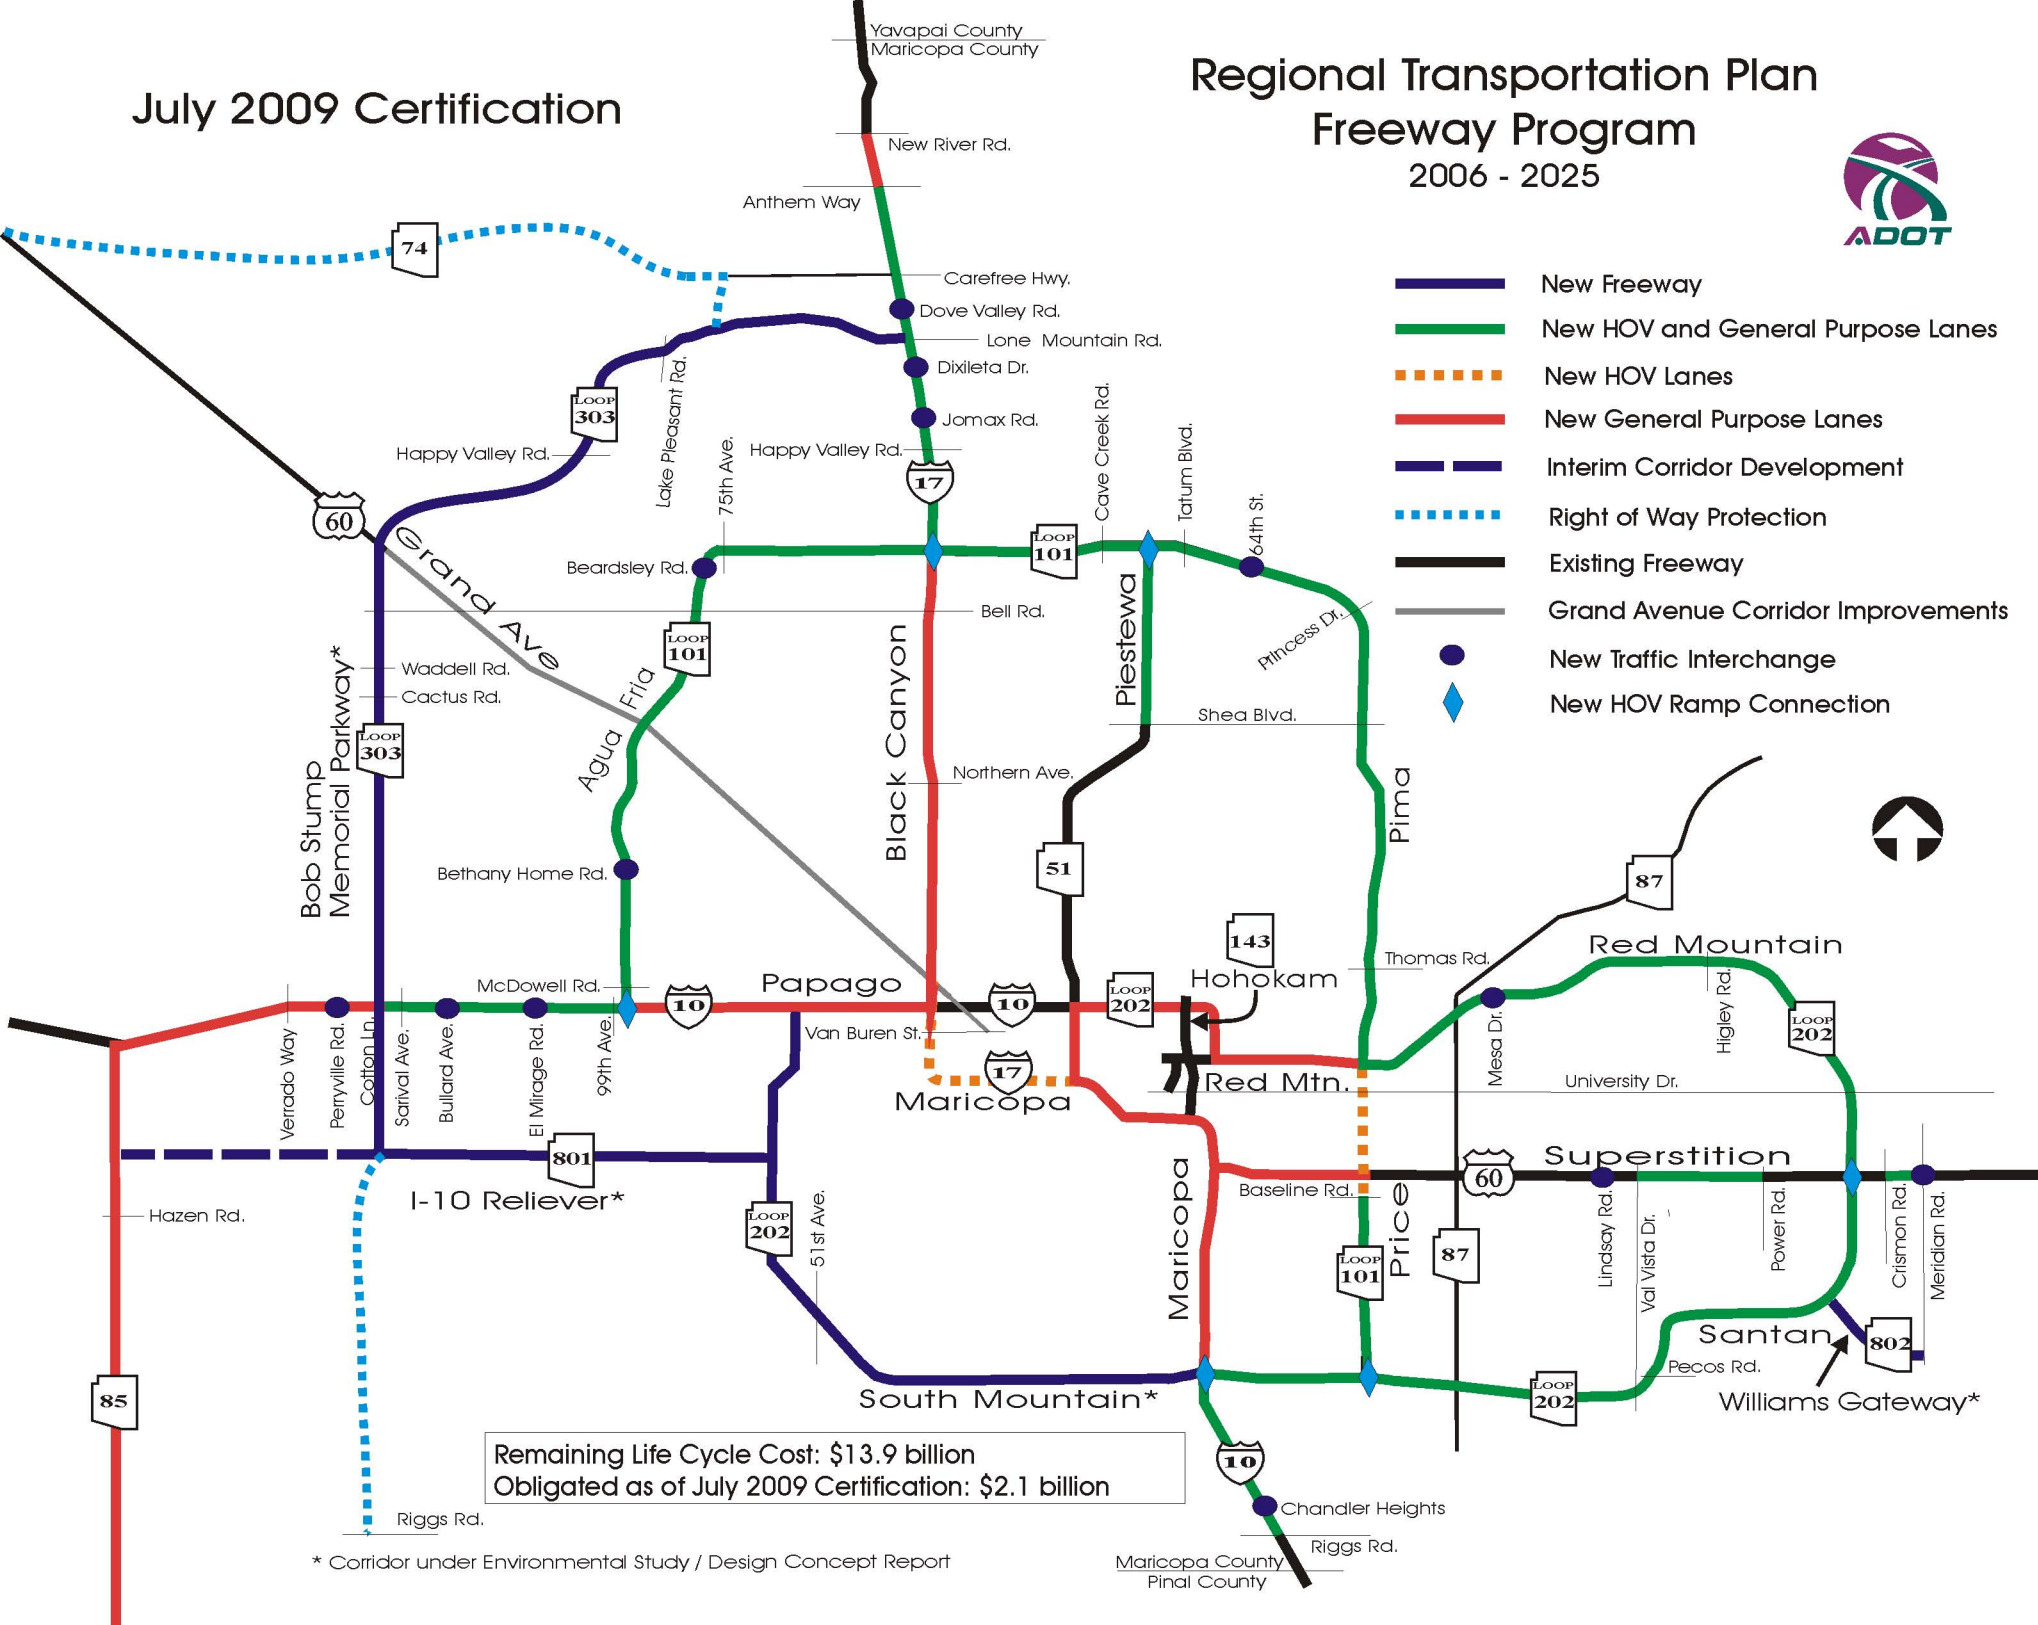 Yavapai County
Maricopa County
July 2009 Certification
Regional Transportation Plan
Freeway Program
2006 - 2025
ADOT
New River Rd.
Anthem Way
74
Carefree Hwy.
Dove Valley Rd.
Lone Mountain Rd.
Dixileta Dr.
Jomax Rd.
Happy Valley Rd.
17
New Freeway
New HOV and General Purpose Lanes
New HOV Lanes
New General Purpose Lanes
Interim Corridor Development
Right of Way Protection
Existing Freeway
Grand Avenue Corridor Improvements
New Traffic Interchange
New HOV Ramp Connection
LOOP
303
Happy Valley Rd.
Lake Pleasant Rd.
75th Ave.
Cave Creek Rd.
Tatum Blvd.
64th St.
60
Grand Ave
Beardsley Rd.
LOOP
101
Bell Rd.
LOOP
101
Princess Dr.
Piestewa
Waddell Rd.
Cactus Rd.
Agua Fria
Black Canyon
Shea Blvd.
LOOP
303
Bob Stump
Memorial Parkway*
Northern Ave.
Pima
Bethany Home Rd.
51
87
143
Hohokam
Red Mountain
Thomas Rd.
Higley Rd.
McDowell Rd.
Papago
10
10
LOOP
202
Mesa Dr.
LOOP
202
Van Buren St.
17
Maricopa
Red Mtn.
University Dr.
Verrado Way
Perryville Rd.
Cotton Ln.
Sarival Ave.
Bullard Ave.
El Mirage Rd.
99th Ave.
801
I-10 Reliever*
Superstition
60
Baseline Rd.
Hazen Rd.
LOOP
202
51st Ave.
Maricopa
Price
LOOP
101
87
Lindsay Rd.
Val Vista Dr.
Power Rd.
Crismon Rd.
Meridian Rd.
Santan
802
Pecos Rd.
Williams Gateway*
LOOP
202
85
South Mountain*
Remaining Life Cycle Cost: $13.9 billion
Obligated as of July 2009 Certification: $2.1 billion
10
Chandler Heights
Riggs Rd.
Riggs Rd.
* Corridor under Environmental Study / Design Concept Report
Maricopa County
Pinal County